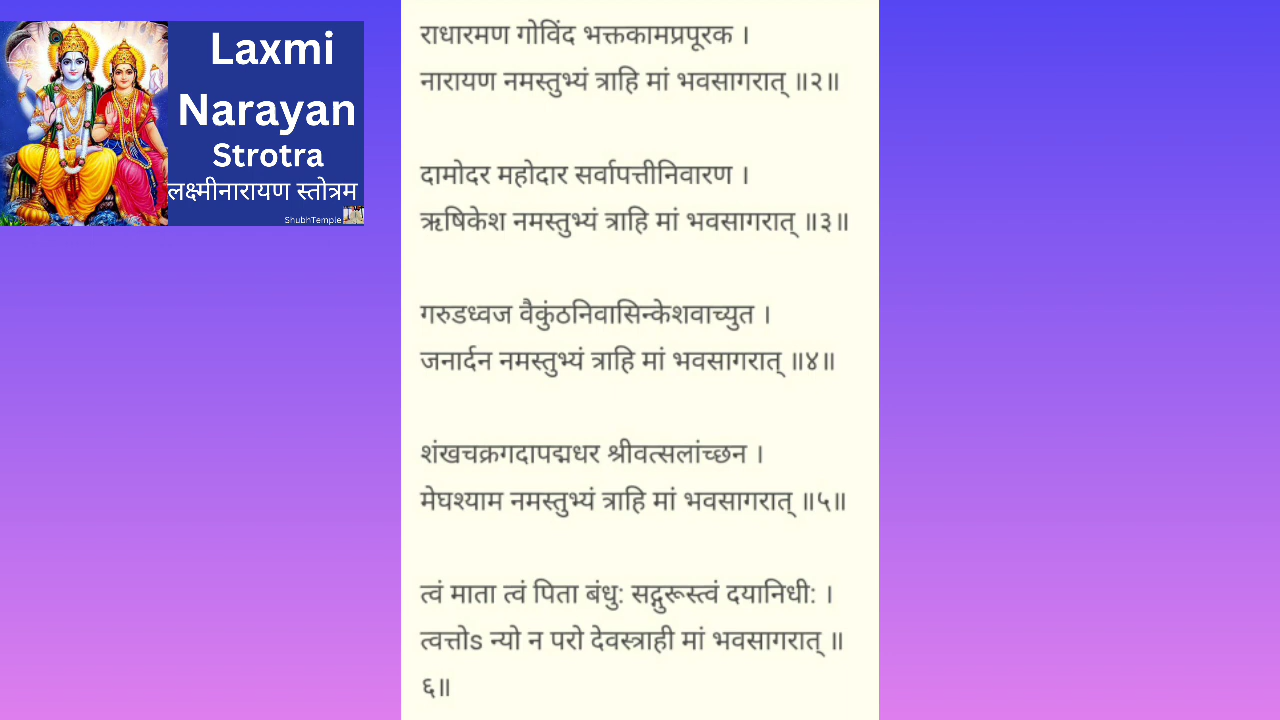 Laxmi
Narayan
Strotra
लक्ष्मीनारायण स्तोत्रम
ShubhTemple
राधारमण गोविंद भक्तकामप्रपूरक ।
नारायण नमस्तुभ्यं त्राहि मां भवसागरात् ॥२॥
दामोदर महोदार सर्वापत्तीनिवारण ।
ऋषिकेश नमस्तुभ्यं त्राहि मां भवसागरात् ॥३॥
गरुडध्वज वैकुंठनिवासिन्केशवाच्युत ।
जनार्दन नमस्तुभ्यं त्राहि मां भवसागरात् ॥४॥
शंखचक्रगदापद्मधर श्रीवत्सलांच्छन ।
मेघश्याम नमस्तुभ्यं त्राहि मां भवसागरात् ॥५॥
त्वं माता त्वं पिता बंधु: सद्गुरूस्त्वं दयानिधी: ।
त्वत्तोs न्यो न परो देवस्त्राही मां भवसागरात् ॥
६॥